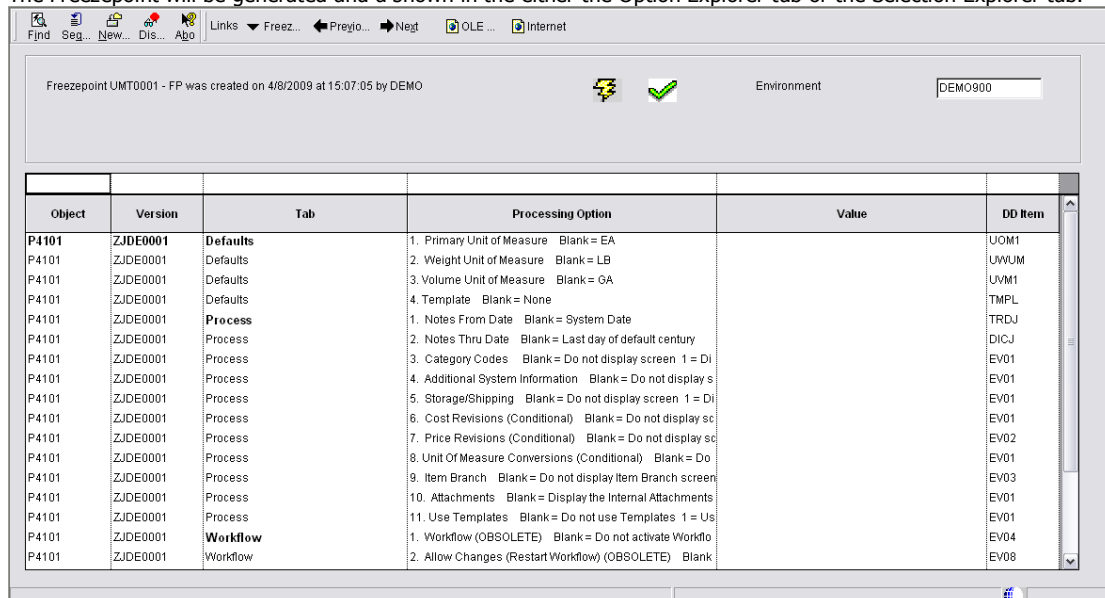 The Freezepoint will be generated and a shown in the either the Option Explorer tab or the Selection Explorer tab.
Find Seq... New... Dis... Abo Links Freez... Previo... Next OLE ... Internet
Freezepoint UMT0001 - FP was created on 4/8/2009 at 15:07:05 by DEMO Environment DEMO900
Object Version Tab Processing Option Value DD Item
P4101 ZJDE0001 Defaults 1. Primary Unit of Measure Blank = EA UOM1
P4101 ZJDE0001 Defaults 2. Weight Unit of Measure Blank = LB UWUM
P4101 ZJDE0001 Defaults 3. Volume Unit of Measure Blank = GA UVM1
P4101 ZJDE0001 Defaults 4. Template Blank = None TMPL
P4101 ZJDE0001 Process 1. Notes From Date Blank = System Date TRDJ
P4101 ZJDE0001 Process 2. Notes Thru Date Blank = Last day of default century DICJ
P4101 ZJDE0001 Process 3. Category Codes Blank = Do not display screen 1 = Di EV01
P4101 ZJDE0001 Process 4. Additional System Information Blank = Do not display s EV01
P4101 ZJDE0001 Process 5. Storage/Shipping Blank = Do not display screen 1 = Di EV01
P4101 ZJDE0001 Process 6. Cost Revisions (Conditional) Blank = Do not display sc EV01
P4101 ZJDE0001 Process 7. Price Revisions (Conditional) Blank = Do not display sc EV02
P4101 ZJDE0001 Process 8. Unit Of Measure Conversions (Conditional) Blank = Do EV01
P4101 ZJDE0001 Process 9. Item Branch Blank = Do not display Item Branch screen EV03
P4101 ZJDE0001 Process 10. Attachments Blank = Display the Internal Attachments EV01
P4101 ZJDE0001 Process 11. Use Templates Blank = Do not use Templates 1 = Us EV01
P4101 ZJDE0001 Workflow 1. Workflow (OBSOLETE) Blank = Do not activate Workflo EV04
P4101 ZJDE0001 Workflow 2. Allow Changes (Restart Workflow) (OBSOLETE) Blank EV08